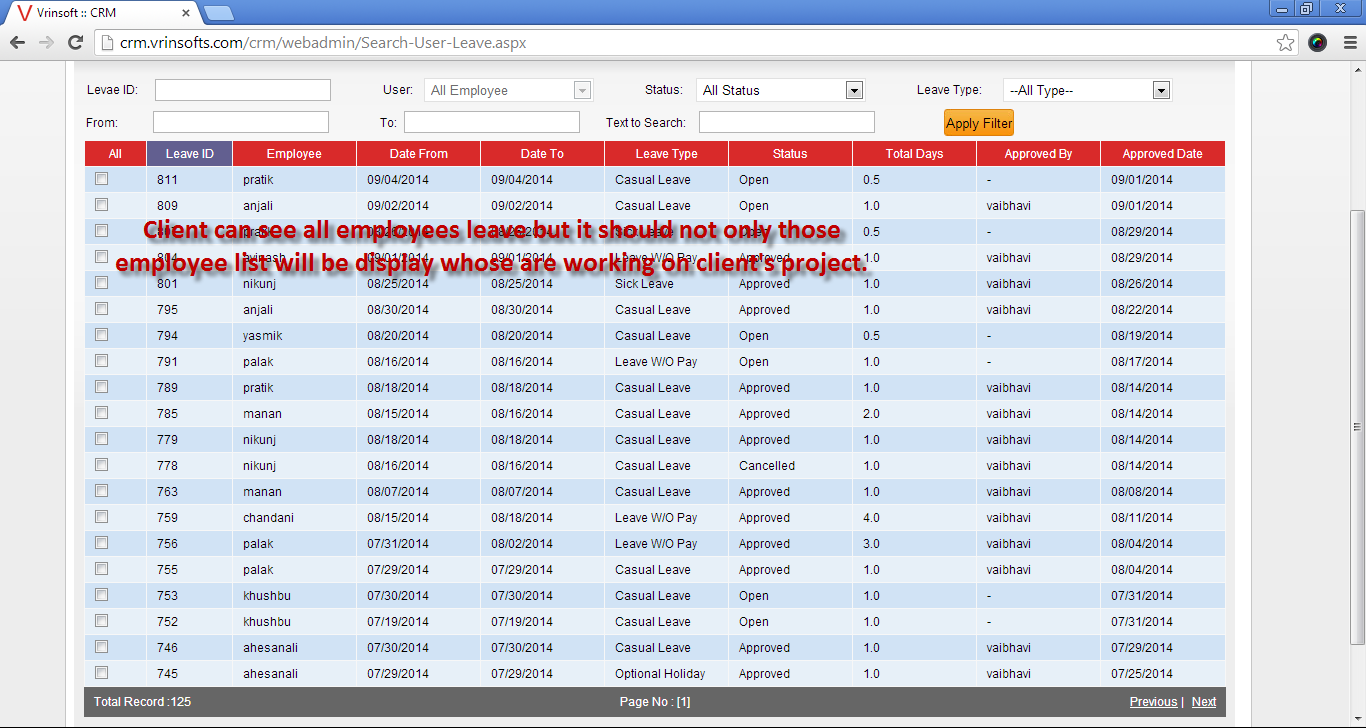 Vrinsoft :: CRM
crm.vrinsofts.com/crm/webadmin/Search-User-Leave.aspx
Levae ID: User: All Employee Status: All Status Leave Type: --All Type--
From: To: Text to Search: Apply Filter
All Leave ID Employee Date From Date To Leave Type Status Total Days Approved By Approved Date
811 pratik 09/04/2014 09/04/2014 Casual Leave Open 0.5 - 09/01/2014
809 anjali 09/02/2014 09/02/2014 Casual Leave Open 1.0 vaibhavi 09/01/2014
Client can see all employees leave but it should not only those
0.5 - 08/29/2014
employee list will be display whose are working on client's project.
804 avinash 09/01/2014 09/01/2014 Leave W/O Pay Approved 1.0 vaibhavi 08/29/2014
801 nikunj 08/25/2014 08/25/2014 Sick Leave Approved 1.0 vaibhavi 08/26/2014
795 anjali 08/30/2014 08/30/2014 Casual Leave Approved 1.0 vaibhavi 08/22/2014
794 yasmik 08/20/2014 08/20/2014 Casual Leave Open 0.5 - 08/19/2014
791 palak 08/16/2014 08/16/2014 Leave W/O Pay Open 1.0 - 08/17/2014
789 pratik 08/18/2014 08/18/2014 Casual Leave Approved 1.0 vaibhavi 08/14/2014
785 manan 08/15/2014 08/16/2014 Casual Leave Approved 2.0 vaibhavi 08/14/2014
779 nikunj 08/18/2014 08/18/2014 Casual Leave Approved 1.0 vaibhavi 08/14/2014
778 nikunj 08/16/2014 08/16/2014 Casual Leave Cancelled 1.0 vaibhavi 08/14/2014
763 manan 08/07/2014 08/07/2014 Casual Leave Approved 1.0 vaibhavi 08/08/2014
759 chandani 08/15/2014 08/18/2014 Leave W/O Pay Approved 4.0 vaibhavi 08/11/2014
756 palak 07/31/2014 08/02/2014 Leave W/O Pay Approved 3.0 vaibhavi 08/04/2014
755 palak 07/29/2014 07/29/2014 Casual Leave Approved 1.0 vaibhavi 08/04/2014
753 khushbu 07/30/2014 07/30/2014 Casual Leave Open 1.0 - 07/31/2014
752 khushbu 07/19/2014 07/19/2014 Casual Leave Open 1.0 - 07/31/2014
746 ahesanali 07/30/2014 07/30/2014 Casual Leave Approved 1.0 vaibhavi 07/29/2014
745 ahesanali 07/29/2014 07/29/2014 Optional Holiday Approved 1.0 vaibhavi 07/25/2014
Total Record :125 Page No : [1] Previous | Next